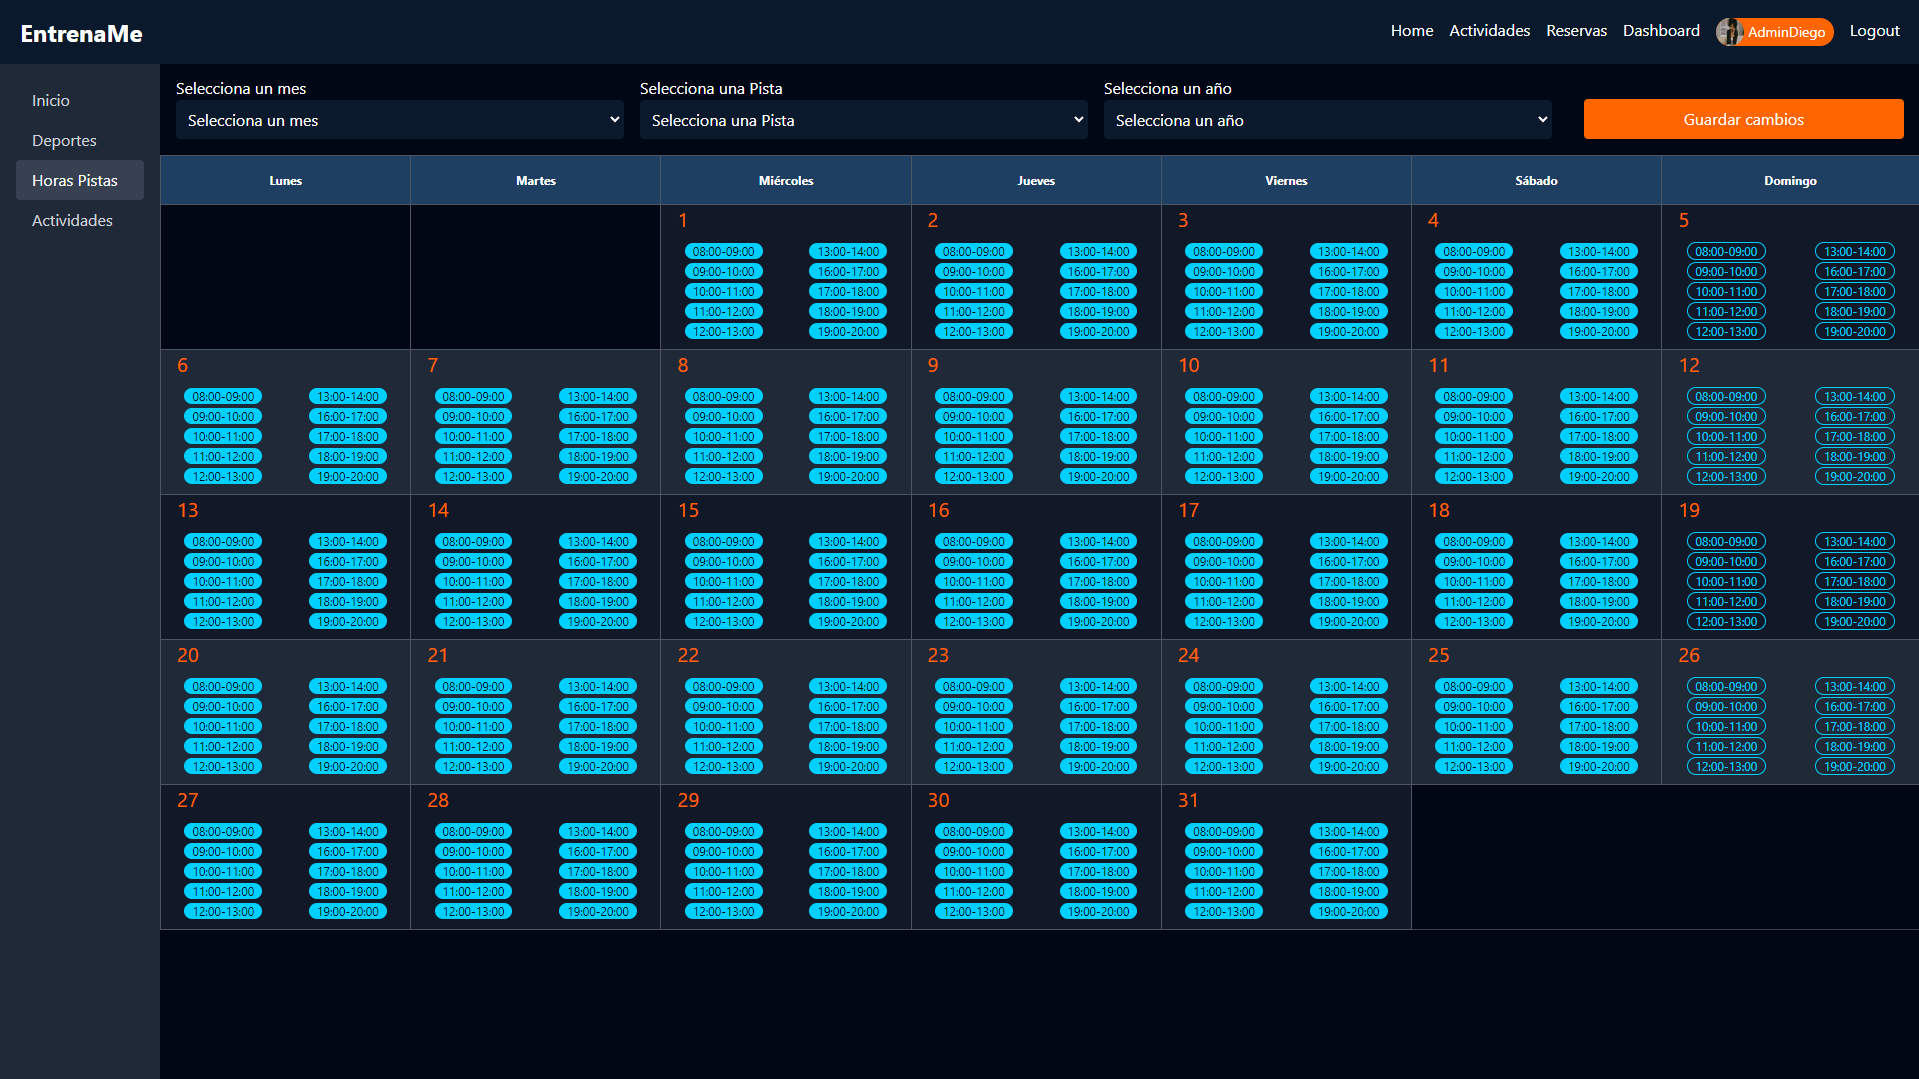 EntrenaMe
Home Actividades Reservas Dashboard AdminDiego Logout
Inicio
Deportes
Horas Pistas
Actividades
Selecciona un mes Selecciona una Pista Selecciona un año
Selecciona un mes Selecciona una Pista Selecciona un año Guardar cambios
Lunes Martes Miércoles Jueves Viernes Sábado Domingo
1 2 3 4 5
08:00-09:00 13:00-14:00 08:00-09:00 13:00-14:00 08:00-09:00 13:00-14:00 08:00-09:00 13:00-14:00 08:00-09:00 13:00-14:00
09:00-10:00 16:00-17:00 09:00-10:00 16:00-17:00 09:00-10:00 16:00-17:00 09:00-10:00 16:00-17:00 09:00-10:00 16:00-17:00
10:00-11:00 17:00-18:00 10:00-11:00 17:00-18:00 10:00-11:00 17:00-18:00 10:00-11:00 17:00-18:00 10:00-11:00 17:00-18:00
11:00-12:00 18:00-19:00 11:00-12:00 18:00-19:00 11:00-12:00 18:00-19:00 11:00-12:00 18:00-19:00 11:00-12:00 18:00-19:00
12:00-13:00 19:00-20:00 12:00-13:00 19:00-20:00 12:00-13:00 19:00-20:00 12:00-13:00 19:00-20:00 12:00-13:00 19:00-20:00
6 7 8 9 10 11 12
08:00-09:00 13:00-14:00 08:00-09:00 13:00-14:00 08:00-09:00 13:00-14:00 08:00-09:00 13:00-14:00 08:00-09:00 13:00-14:00 08:00-09:00 13:00-14:00 08:00-09:00 13:00-14:00
09:00-10:00 16:00-17:00 09:00-10:00 16:00-17:00 09:00-10:00 16:00-17:00 09:00-10:00 16:00-17:00 09:00-10:00 16:00-17:00 09:00-10:00 16:00-17:00 09:00-10:00 16:00-17:00
10:00-11:00 17:00-18:00 10:00-11:00 17:00-18:00 10:00-11:00 17:00-18:00 10:00-11:00 17:00-18:00 10:00-11:00 17:00-18:00 10:00-11:00 17:00-18:00 10:00-11:00 17:00-18:00
11:00-12:00 18:00-19:00 11:00-12:00 18:00-19:00 11:00-12:00 18:00-19:00 11:00-12:00 18:00-19:00 11:00-12:00 18:00-19:00 11:00-12:00 18:00-19:00 11:00-12:00 18:00-19:00
12:00-13:00 19:00-20:00 12:00-13:00 19:00-20:00 12:00-13:00 19:00-20:00 12:00-13:00 19:00-20:00 12:00-13:00 19:00-20:00 12:00-13:00 19:00-20:00 12:00-13:00 19:00-20:00
13 14 15 16 17 18 19
08:00-09:00 13:00-14:00 08:00-09:00 13:00-14:00 08:00-09:00 13:00-14:00 08:00-09:00 13:00-14:00 08:00-09:00 13:00-14:00 08:00-09:00 13:00-14:00 08:00-09:00 13:00-14:00
09:00-10:00 16:00-17:00 09:00-10:00 16:00-17:00 09:00-10:00 16:00-17:00 09:00-10:00 16:00-17:00 09:00-10:00 16:00-17:00 09:00-10:00 16:00-17:00 09:00-10:00 16:00-17:00
10:00-11:00 17:00-18:00 10:00-11:00 17:00-18:00 10:00-11:00 17:00-18:00 10:00-11:00 17:00-18:00 10:00-11:00 17:00-18:00 10:00-11:00 17:00-18:00 10:00-11:00 17:00-18:00
11:00-12:00 18:00-19:00 11:00-12:00 18:00-19:00 11:00-12:00 18:00-19:00 11:00-12:00 18:00-19:00 11:00-12:00 18:00-19:00 11:00-12:00 18:00-19:00 11:00-12:00 18:00-19:00
12:00-13:00 19:00-20:00 12:00-13:00 19:00-20:00 12:00-13:00 19:00-20:00 12:00-13:00 19:00-20:00 12:00-13:00 19:00-20:00 12:00-13:00 19:00-20:00 12:00-13:00 19:00-20:00
20 21 22 23 24 25 26
08:00-09:00 13:00-14:00 08:00-09:00 13:00-14:00 08:00-09:00 13:00-14:00 08:00-09:00 13:00-14:00 08:00-09:00 13:00-14:00 08:00-09:00 13:00-14:00 08:00-09:00 13:00-14:00
09:00-10:00 16:00-17:00 09:00-10:00 16:00-17:00 09:00-10:00 16:00-17:00 09:00-10:00 16:00-17:00 09:00-10:00 16:00-17:00 09:00-10:00 16:00-17:00 09:00-10:00 16:00-17:00
10:00-11:00 17:00-18:00 10:00-11:00 17:00-18:00 10:00-11:00 17:00-18:00 10:00-11:00 17:00-18:00 10:00-11:00 17:00-18:00 10:00-11:00 17:00-18:00 10:00-11:00 17:00-18:00
11:00-12:00 18:00-19:00 11:00-12:00 18:00-19:00 11:00-12:00 18:00-19:00 11:00-12:00 18:00-19:00 11:00-12:00 18:00-19:00 11:00-12:00 18:00-19:00 11:00-12:00 18:00-19:00
12:00-13:00 19:00-20:00 12:00-13:00 19:00-20:00 12:00-13:00 19:00-20:00 12:00-13:00 19:00-20:00 12:00-13:00 19:00-20:00 12:00-13:00 19:00-20:00 12:00-13:00 19:00-20:00
27 28 29 30 31
08:00-09:00 13:00-14:00 08:00-09:00 13:00-14:00 08:00-09:00 13:00-14:00 08:00-09:00 13:00-14:00 08:00-09:00 13:00-14:00
09:00-10:00 16:00-17:00 09:00-10:00 16:00-17:00 09:00-10:00 16:00-17:00 09:00-10:00 16:00-17:00 09:00-10:00 16:00-17:00
10:00-11:00 17:00-18:00 10:00-11:00 17:00-18:00 10:00-11:00 17:00-18:00 10:00-11:00 17:00-18:00 10:00-11:00 17:00-18:00
11:00-12:00 18:00-19:00 11:00-12:00 18:00-19:00 11:00-12:00 18:00-19:00 11:00-12:00 18:00-19:00 11:00-12:00 18:00-19:00
12:00-13:00 19:00-20:00 12:00-13:00 19:00-20:00 12:00-13:00 19:00-20:00 12:00-13:00 19:00-20:00 12:00-13:00 19:00-20:00